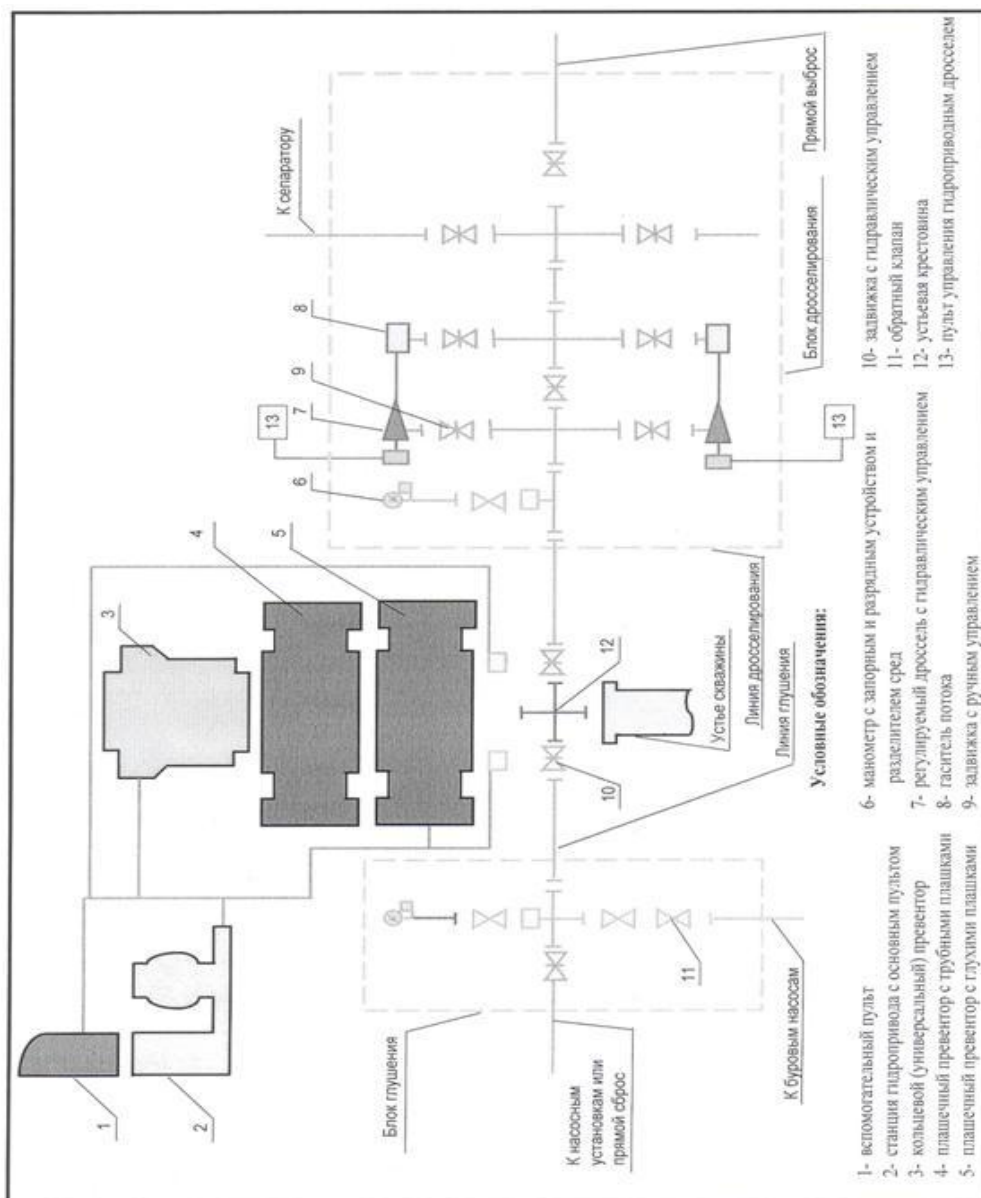 1
2
3
4
5
6
7
8
9
10
11
12
13
13
К сепаратору
Прямой выброс
Блок дросселирования
Линия дросселирования
Линия глушения
Устье скважины
Блок глушения
К насосным
установкам или
прямой сброс
К буровым насосам
Условные обозначения:
1- вспомогательный пульт
2- станция гидропривода с основным пультом
3- кольцевой (универсальный) превентор
4- плашечный превентор с трубными плашками
5- плашечный превентор с глухими плашками
6- манометр с запорным и разрядным устройством и
разделителем сред
7- регулируемый дроссель с гидравлическим управлением
8- гаситель потока
9- задвижка с ручным управлением
10- задвижка с гидравлическим управлением
11- обратный клапан
12- устьевая крестовина
13- пульт управления гидроприводным дросселем